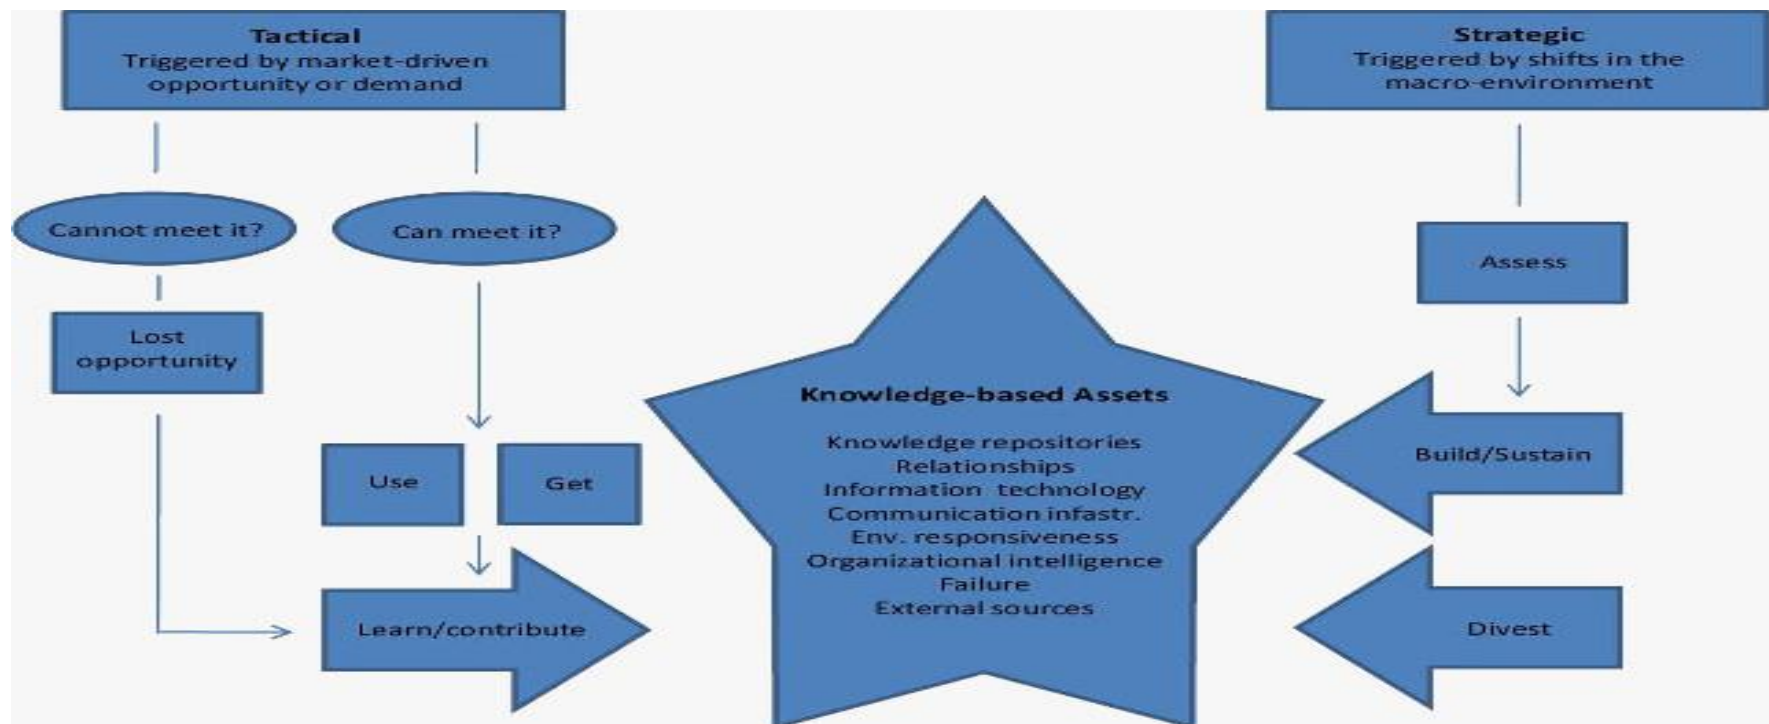 Tactical
Triggered by market-driven
opportunity or demand
Strategic
Triggered by shifts in the
macro-environment
Cannot meet it?
Can meet it?
Assess
Lost
opportunity
Use
Get
Knowledge-based Assets
Knowledge repositories
Relationships
Information technology
Communication infastr.
Env. responsiveness
Organizational intelligence
Failure
External sources
Build/Sustain
Learn/contribute
Divest